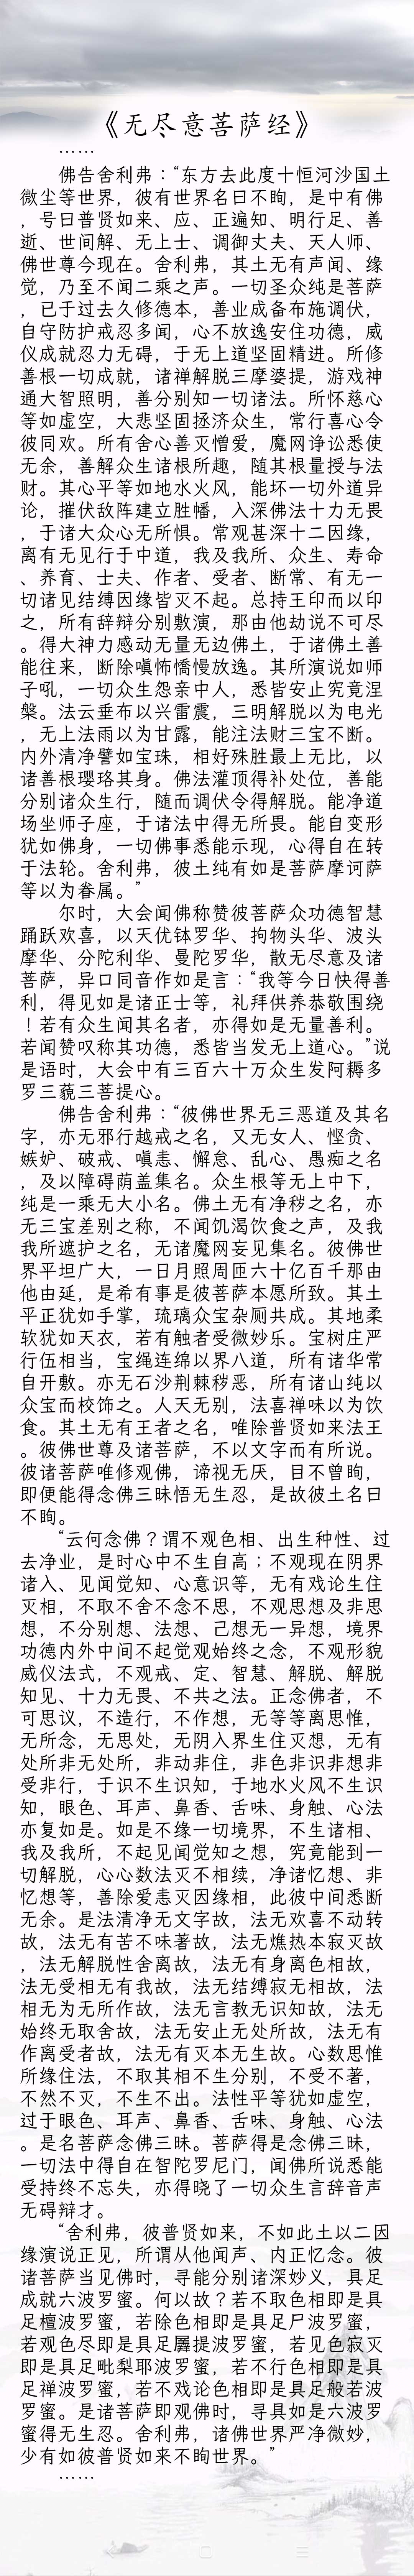 《无尽意菩萨经》
……
佛告舍利弗：“东方去此度十恒河沙国土
微尘等世界，彼有世界名曰不眴，是中有佛
，号曰普贤如来、应、正遍知、明行足、善
逝、世间解、无上士、调御丈夫、天人师、
佛世尊今现在。舍利弗，其土无有声闻、缘
觉，乃至不闻二乘之声。一切圣众纯是菩萨
，已于过去久修德本，善业成备布施调伏，
自守防护戒忍多闻，心不放逸安住功德，威
仪成就忍力无碍，于无上道坚固精进。所修
善根一切成就，诸禅解脱三摩婆提，游戏神
通大智照明，善分别知一切诸法。所怀慈心
等如虚空，大悲坚固拯济众生，常行喜心令
彼同欢。所有舍心善灭憎爱，魔网诤讼悉使
无余，善解众生诸根所趣，随其根量授与法
财。其心平等如地水火风，能坏一切外道异
论，摧伏敌阵建立胜幡，入深佛法十力无畏
，于诸大众心无所惧。常观甚深十二因缘，
离有无见行于中道，我及我所、众生、寿命
、养育、士夫、作者、受者、断常、有无一
切诸见结缚因缘皆灭不起。总持王印而以印
之，所有辞辩分别敷演，那由他劫说不可尽
。得大神力感动无量无边佛土，于诸佛土善
能往来，断除嗔怖憍慢放逸。其所演说如师
子吼，一切众生怨亲中人，悉皆安止究竟涅
槃。法云垂布以兴雷震，三明解脱以为电光
，无上法雨以为甘露，能注法财三宝不断。
内外清净譬如宝珠，相好殊胜最上无比，以
诸善根璎珞其身。佛法灌顶得补处位，善能
分别诸众生行，随而调伏令得解脱。能净道
场坐师子座，于诸法中得无所畏。能自变形
犹如佛身，一切佛事悉能示现，心得自在转
于法轮。舍利弗，彼土纯有如是菩萨摩诃萨
等以为眷属。”
尔时，大会闻佛称赞彼菩萨众功德智慧
踊跃欢喜，以天优钵罗华、拘物头华、波头
摩华、分陀利华、曼陀罗华，散无尽意及诸
菩萨，异口同音作如是言：“我等今日快得善
利，得见如是诸正士等，礼拜供养恭敬围绕
！若有众生闻其名者，亦得如是无量善利。
若闻赞叹称其功德，悉皆当发无上道心。”说
是语时，大会中有三百六十万众生发阿耨多
罗三藐三菩提心。
佛告舍利弗：“彼佛世界无三恶道及其名
字，亦无邪行越戒之名，又无女人、悭贪、
嫉妒、破戒、嗔恚、懈怠、乱心、愚痴之名
，及以障碍荫盖集名。众生根等无上中下，
纯是一乘无大小名。佛土无有净秽之名，亦
无三宝差别之称，不闻饥渴饮食之声，及我
我所遮护之名，无诸魔网妄见集名。彼佛世
界平坦广大，一日月照周匝六十亿百千那由
他由延，是希有事是彼菩萨本愿所致。其土
平正犹如手掌，琉璃众宝杂厕共成。其地柔
软犹如天衣，若有触者受微妙乐。宝树庄严
行伍相当，宝绳连绵以界八道，所有诸华常
自开敷。亦无石沙荆棘秽恶，所有诸山纯以
众宝而校饰之。人天无别，法喜禅味以为饮
食。其土无有王者之名，唯除普贤如来法王
。彼佛世尊及诸菩萨，不以文字而有所说。
彼诸菩萨唯修观佛，谛视无厌，目不曾眴，
即便能得念佛三昧悟无生忍，是故彼土名曰
不眴。
“云何念佛？谓不观色相、出生种性、过
去净业，是时心中不生自高；不观现在阴界
诸入、见闻觉知、心意识等，无有戏论生住
灭相，不取不舍不念不思，不观思想及非思
想，不分别想、法想、己想无一异想，境界
功德内外中间不起觉观始终之念，不观形貌
威仪法式，不观戒、定、智慧、解脱、解脱
知见、十力无畏、不共之法。正念佛者，不
可思议，不造行，不作想，无等等离思惟，
无所念，无思处，无阴入界生住灭想，无有
处所非无处所，非动非住，非色非识非想非
受非行，于识不生识知，于地水火风不生识
知，眼色、耳声、鼻香、舌味、身触、心法
亦复如是。如是不缘一切境界，不生诸相、
我及我所，不起见闻觉知之想，究竟能到一
切解脱，心心数法灭不相续，净诸忆想、非
忆想等，善除爱恚灭因缘相，此彼中间悉断
无余。是法清净无文字故，法无欢喜不动转
故，法无有苦不味著故，法无燋热本寂灭故
，法无解脱性舍离故，法无有身离色相故，
法无受相无有我故，法无结缚寂无相故，法
相无为无所作故，法无言教无识知故，法无
始终无取舍故，法无安止无处所故，法无有
作离受者故，法无有灭本无生故。心数思惟
所缘住法，不取其相不生分别，不受不著，
不然不灭，不生不出。法性平等犹如虚空，
过于眼色、耳声、鼻香、舌味、身触、心法
。是名菩萨念佛三昧。菩萨得是念佛三昧，
一切法中得自在智陀罗尼门，闻佛所说悉能
受持终不忘失，亦得晓了一切众生言辞音声
无碍辩才。
“舍利弗，彼普贤如来，不如此土以二因
缘演说正见，所谓从他闻声、内正忆念。彼
诸菩萨当见佛时，寻能分别诸深妙义，具足
成就六波罗蜜。何以故？若不取色相即是具
足檀波罗蜜，若除色相即是具足尸波罗蜜，
若观色尽即是具足羼提波罗蜜，若见色寂灭
即是具足毗梨耶波罗蜜，若不行色相即是具
足禅波罗蜜，若不戏论色相即是具足般若波
罗蜜。是诸菩萨即观佛时，寻具如是六波罗
蜜得无生忍。舍利弗，诸佛世界严净微妙，
少有如彼普贤如来不眴世界。”
……